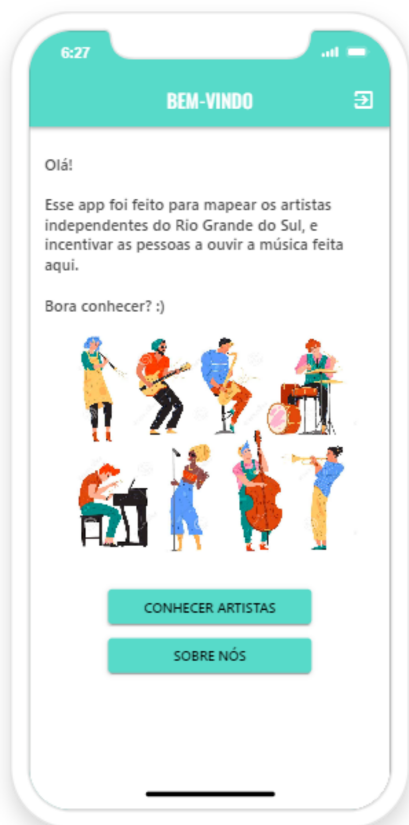 6:27
BEM-VINDO
Olá!
Esse app foi feito para mapear os artistas
independentes do Rio Grande do Sul, e
incentivar as pessoas a ouvir a música feita
aqui.
Bora conhecer? :)
CONHECER ARTISTAS
SOBRE NÓS